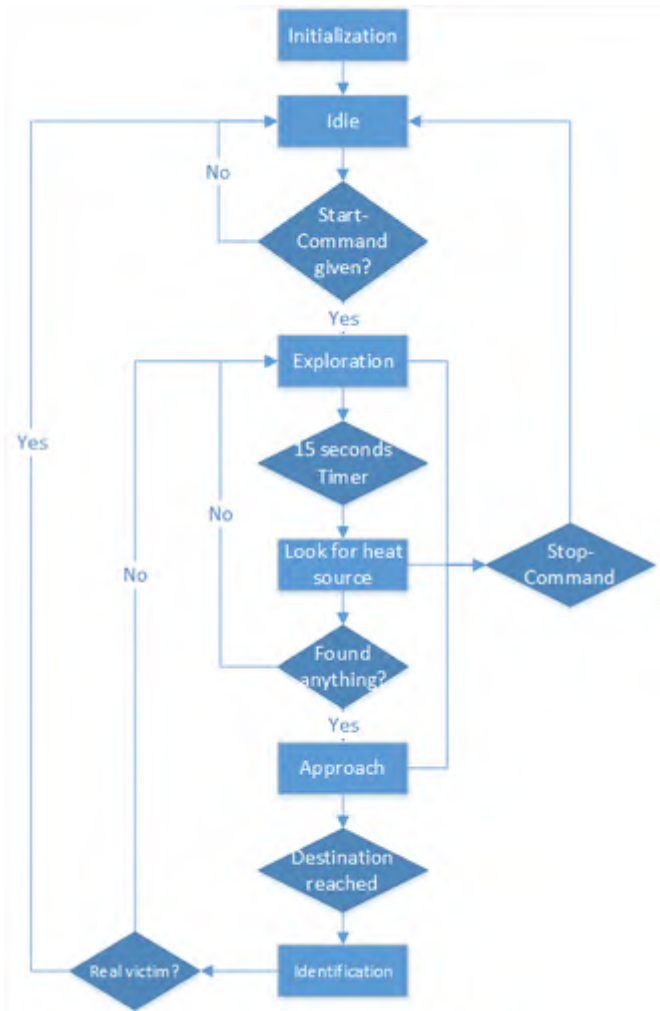 Initialization
Idle
No
Start-
Command
given?
Yes
Exploration
Yes
15 seconds
Timer
No
Look for heat
source
No
Stop-
Command
Found
anything?
Yes
Approach
Destination
reached
Real victim?
Identification